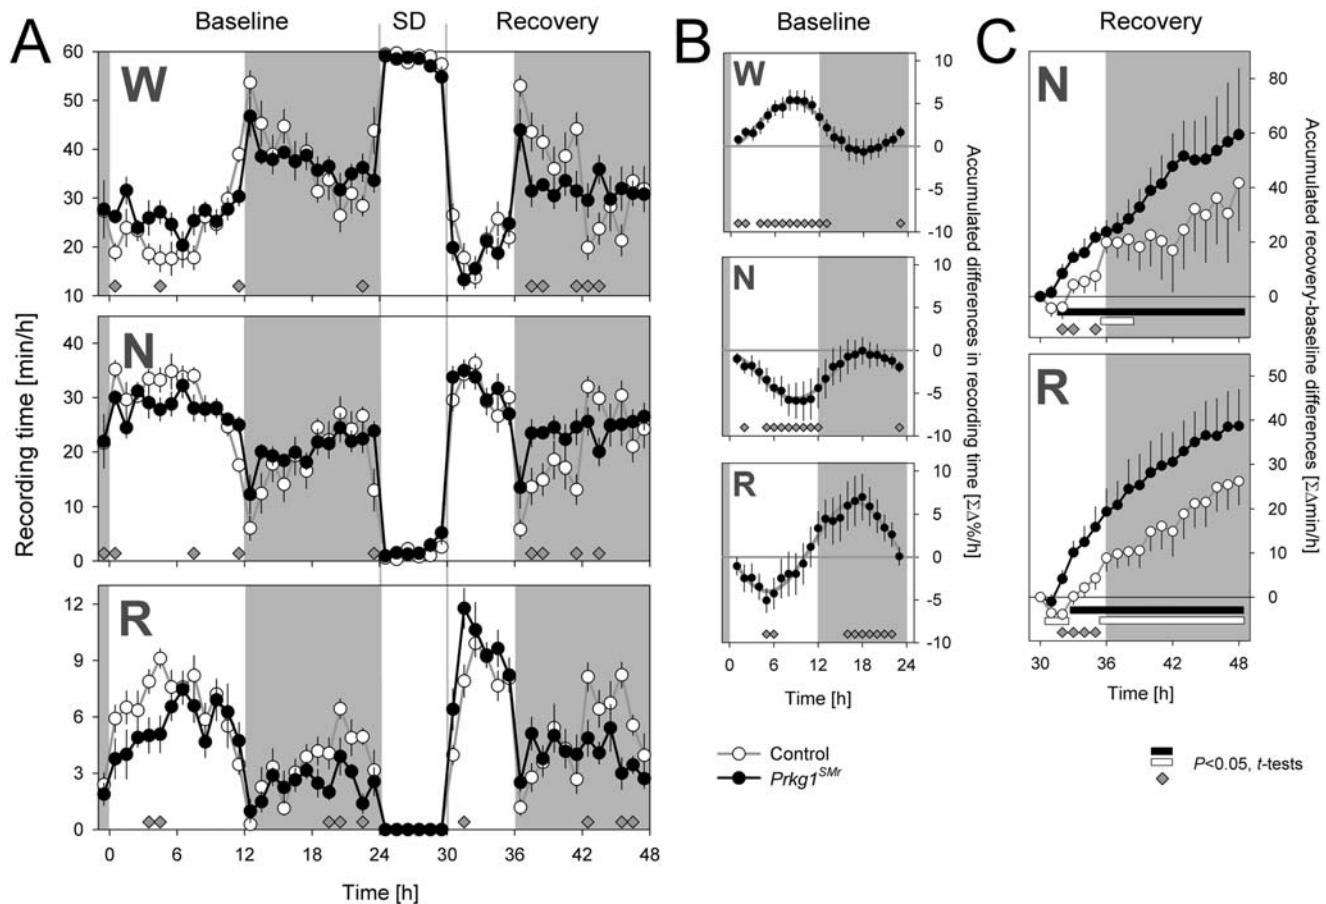 A
Baseline
SD
Recovery
B
Baseline
C
Recovery
W
60
50
40
30
20
10
N
40
30
20
10
0
R
12
9
6
3
0
Recording time [min/h]
0 6 12 18 24 30 36 42 48
Time [h]
W
10
5
0
-5
-10
N
10
5
0
-5
-10
R
10
5
0
-5
-10
Accumulated differences in recording time [ΣΔ%/h]
0 6 12 18 24
Time [h]
N
80
60
40
20
0
R
50
40
30
20
10
0
Accumulated recovery-baseline differences [ΣΔmin/h]
30 36 42 48
Time [h]
Control
Prkg1SMr
P<0.05, t-tests